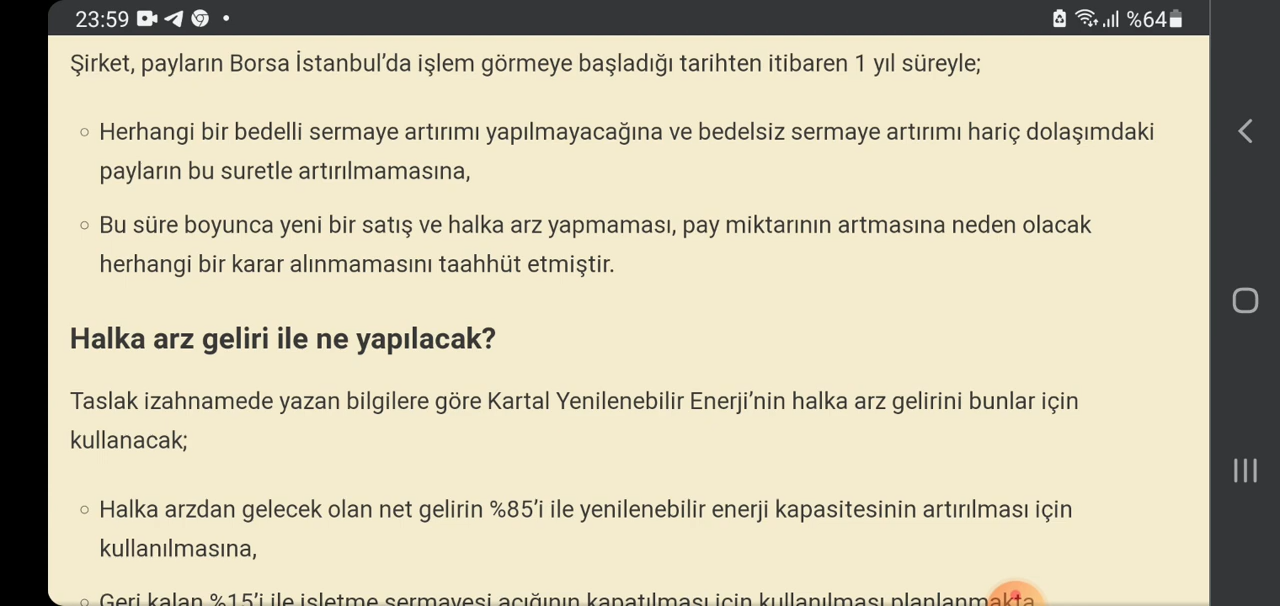 23:59
%64
Şirket, payların Borsa İstanbul’da işlem görmeye başladığı tarihten itibaren 1 yıl süreyle;
Herhangi bir bedelli sermaye artırımı yapılmayacağına ve bedelsiz sermaye artırımı hariç dolaşımdaki
payların bu suretle artırılmamasına,
Bu süre boyunca yeni bir satış ve halka arz yapmaması, pay miktarının artmasına neden olacak
herhangi bir karar alınmamasını taahhüt etmiştir.
Halka arz geliri ile ne yapılacak?
Taslak izahnamede yazan bilgilere göre Kartal Yenilenebilir Enerji’nin halka arz gelirini bunlar için
kullanacak;
Halka arzdan gelecek olan net gelirin %85’i ile yenilenebilir enerji kapasitesinin artırılması için
kullanılmasına,
Geri kalan %15’i ile işletme sermayesi açığının kapatılması için kullanılması planlanmakta